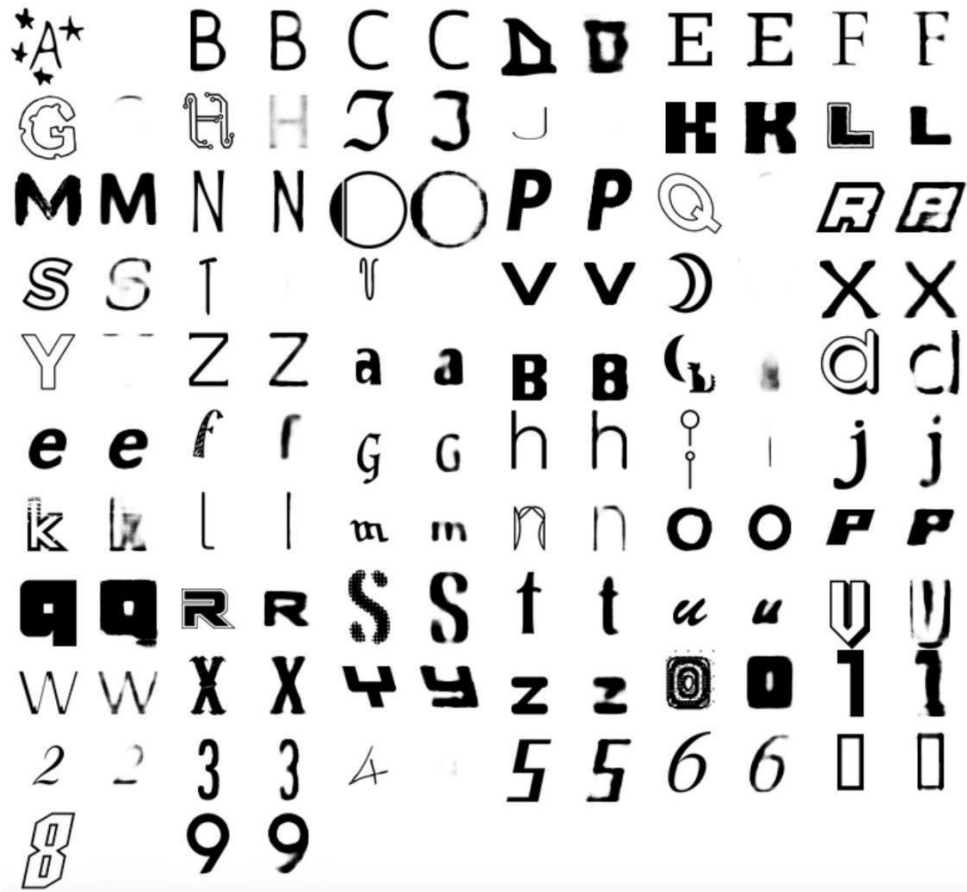 A B B C C D D E E F F
G H H I I J K K L L
M M N N O O P P Q R R
S S T U V V X X
Y Z Z a a B B d d
e e f f G G h h i i j j
k k l l m m n n o o P P
q q R R S S t t u u V V
W W X X Y Y z z 0 0 1 1
2 2 3 3 4 5 5 6 6
8 9 9